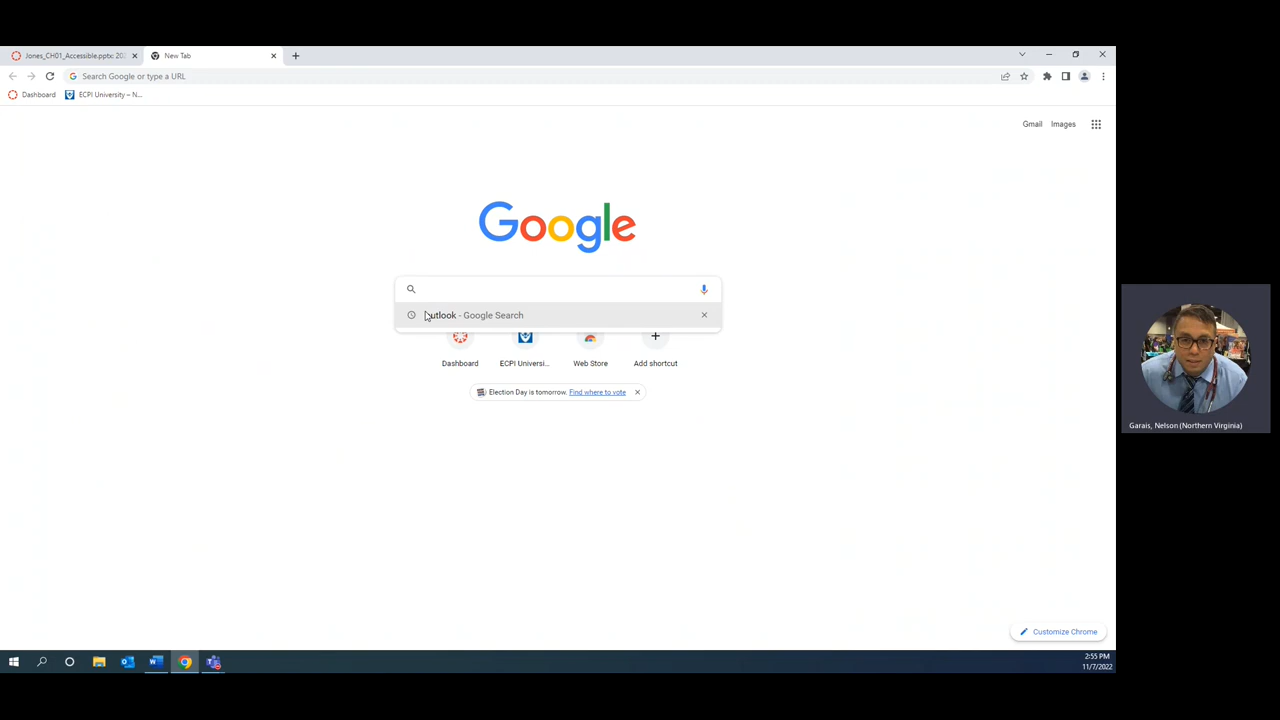 Jones_CH01_Accessible.pptx: 202
New Tab
Search Google or type a URL
Dashboard
ECPI University – N...
Gmail
Images
Google
utlook - Google Search
Dashboard
ECPI Universi...
Web Store
Add shortcut
Election Day is tomorrow. Find where to vote
Garais, Nelson (Northern Virginia)
Customize Chrome
2:55 PM
11/7/2022